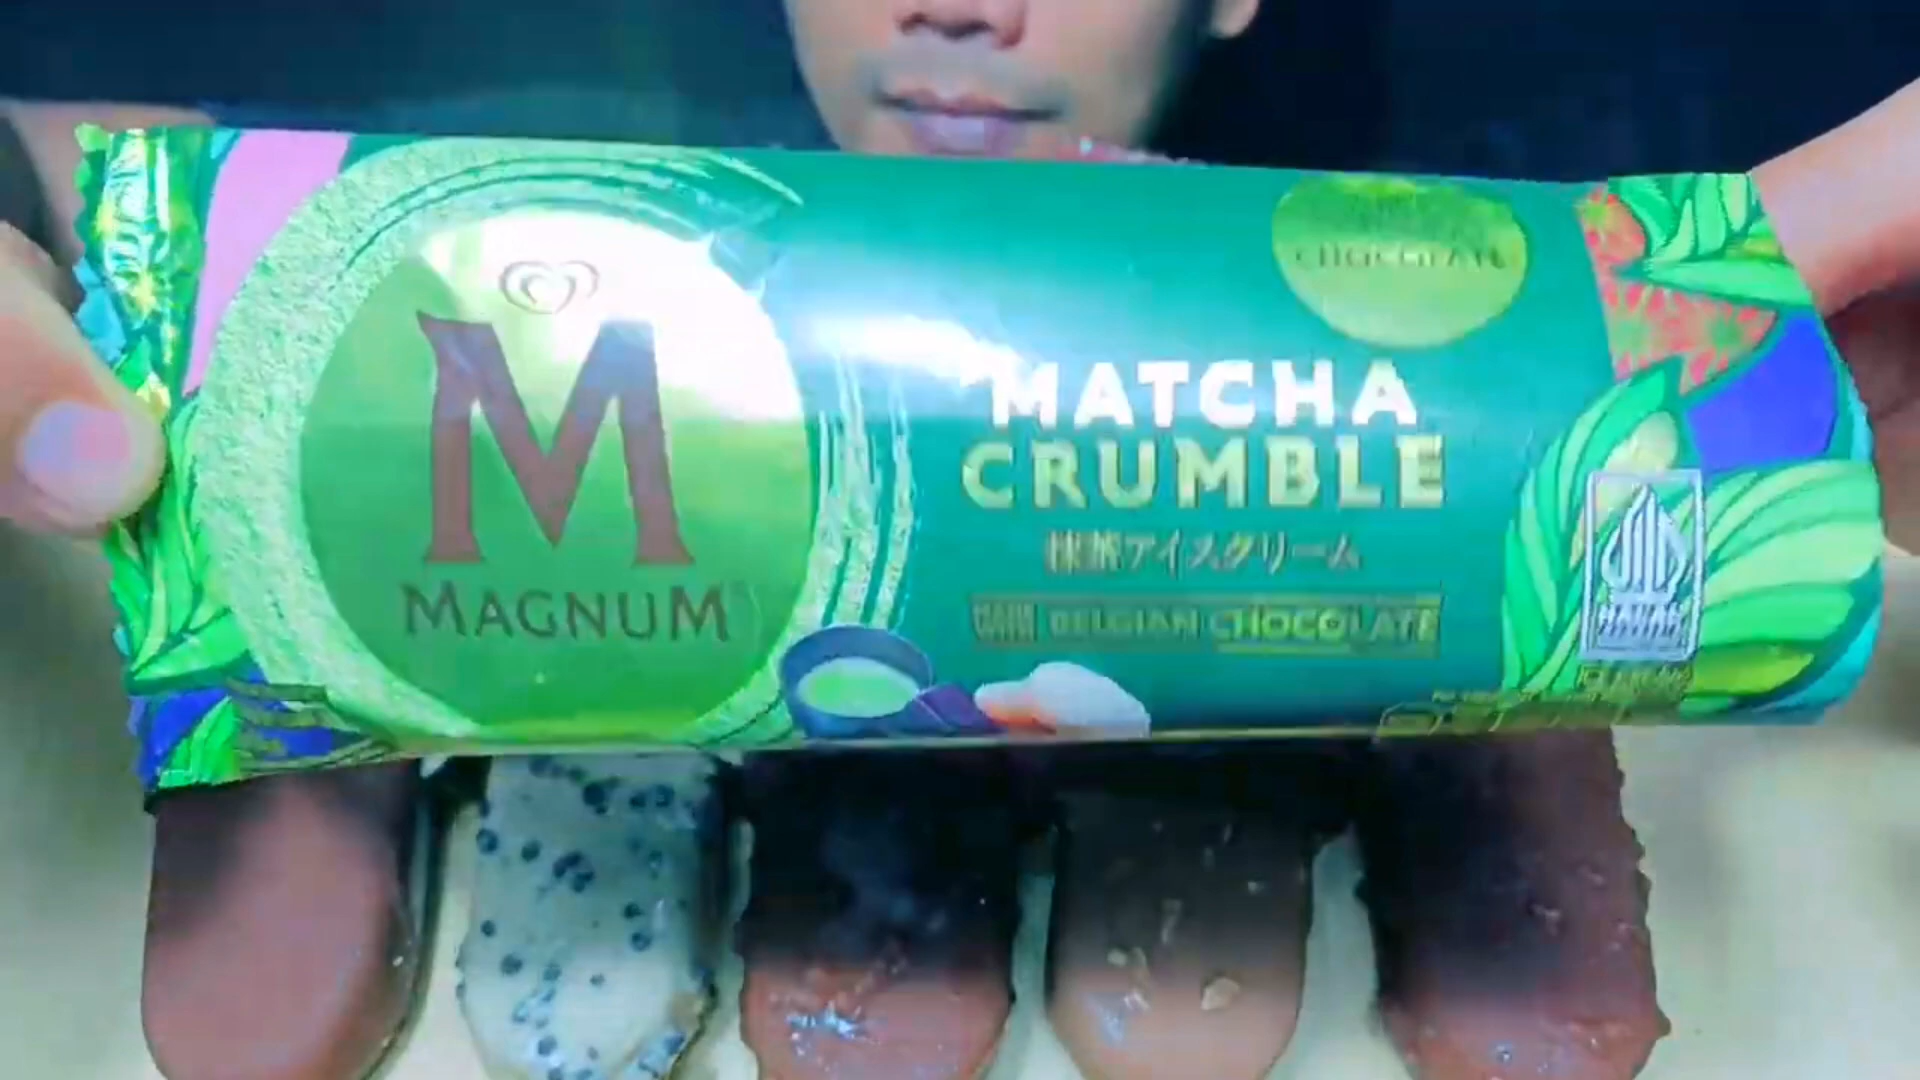 M
MAGNUM
CHOCOLATE
MATCHA
CRUMBLE
抹茶アイスクリーム
BELGIAN CHOCOLATE